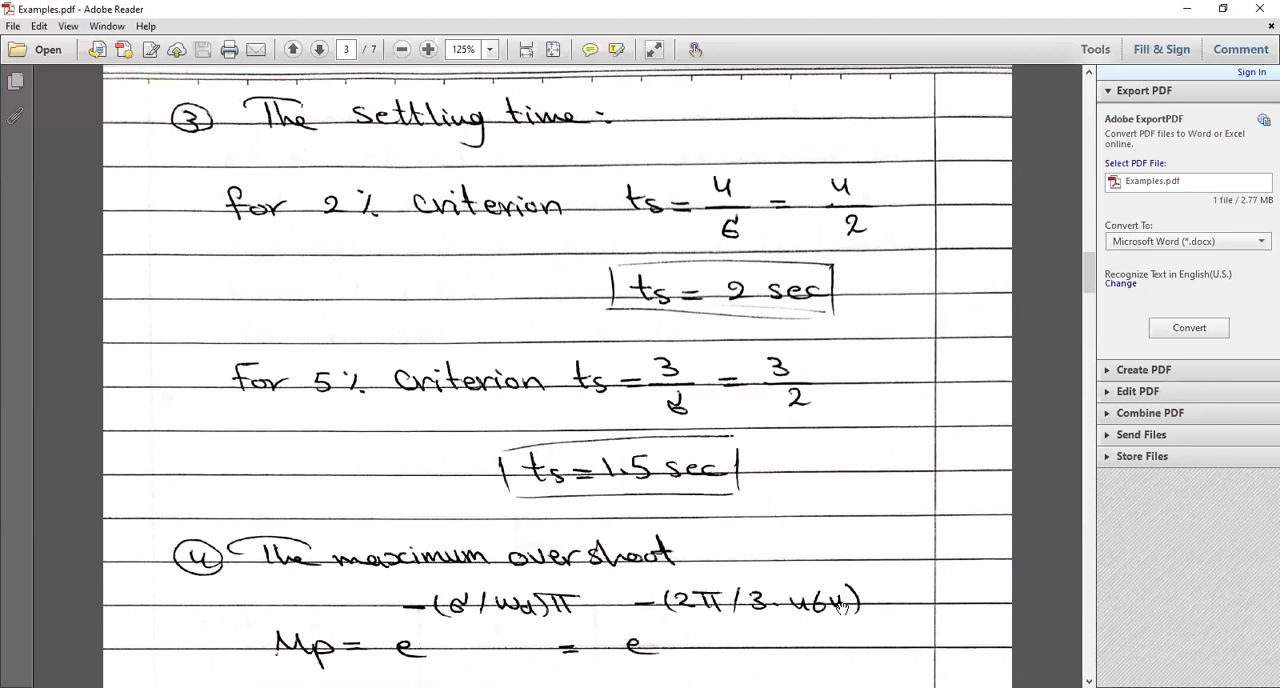 Examples.pdf - Adobe Reader
File Edit View Window Help
Open 3 / 7 125% Tools Fill & Sign Comment
Sign In
Export PDF
Adobe ExportPDF
Convert PDF files to Word or Excel
online.
Select PDF File:
Examples.pdf
1 file / 2.77 MB
Convert To:
Microsoft Word (*.docx)
Recognize Text in English(U.S.)
Change
Convert
Create PDF
Edit PDF
Combine PDF
Send Files
Store Files
③ The settling time:
for 2% criterion ts = 4/σ = 4/2
ts = 2 sec
For 5% criterion ts = 3/σ = 3/2
ts = 1.5 sec
④ The maximum overshoot
-(σ/ωd)π -(2π/3.464)
Mp = e = e